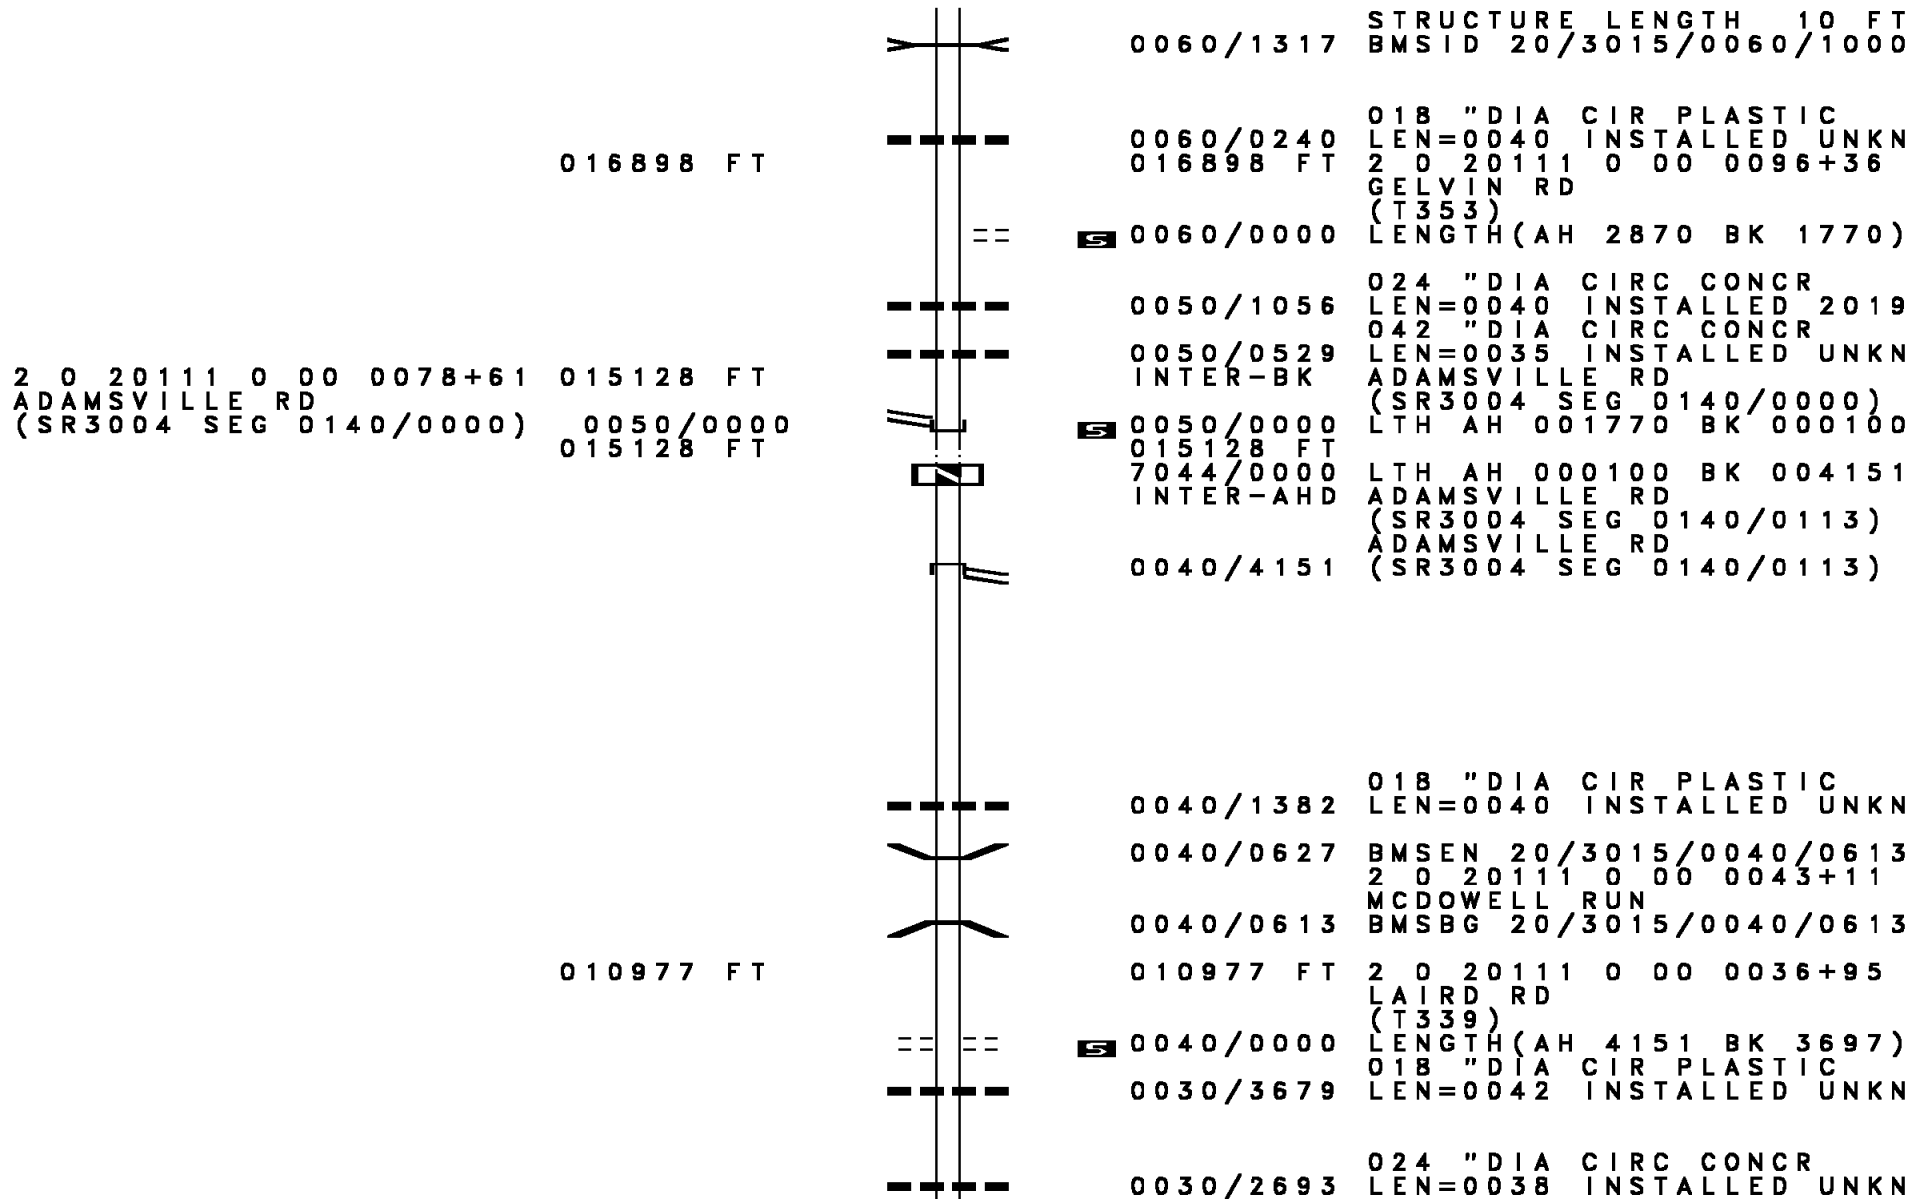 STRUCTURE LENGTH 10 FT
0060/1317 BMSID 20/3015/0060/1000
018 "DIA CIR PLASTIC
0060/0240 LEN=0040 INSTALLED UNKN
016898 FT 016898 FT 2 0 20111 0 00 0096+36
GELVIN RD
(T353)
S 0060/0000 LENGTH(AH 2870 BK 1770)
024 "DIA CIRC CONCR
0050/1056 LEN=0040 INSTALLED 2019
042 "DIA CIRC CONCR
0050/0529 LEN=0035 INSTALLED UNKN
2 0 20111 0 00 0078+61 015128 FT INTER-BK ADAMSVILLE RD
ADAMSVILLE RD (SR3004 SEG 0140/0000)
(SR3004 SEG 0140/0000) 0050/0000 S 0050/0000 LTH AH 001770 BK 000100
015128 FT 015128 FT
7044/0000 LTH AH 000100 BK 004151
INTER-AHD ADAMSVILLE RD
(SR3004 SEG 0140/0113)
ADAMSVILLE RD
0040/4151 (SR3004 SEG 0140/0113)
018 "DIA CIR PLASTIC
0040/1382 LEN=0040 INSTALLED UNKN
0040/0627 BMSEN 20/3015/0040/0613
2 0 20111 0 00 0043+11
MCDOWELL RUN
0040/0613 BMSBG 20/3015/0040/0613
010977 FT 010977 FT 2 0 20111 0 00 0036+95
LAIRD RD
(T339)
S 0040/0000 LENGTH(AH 4151 BK 3697)
018 "DIA CIR PLASTIC
0030/3679 LEN=0042 INSTALLED UNKN
024 "DIA CIRC CONCR
0030/2693 LEN=0038 INSTALLED UNKN